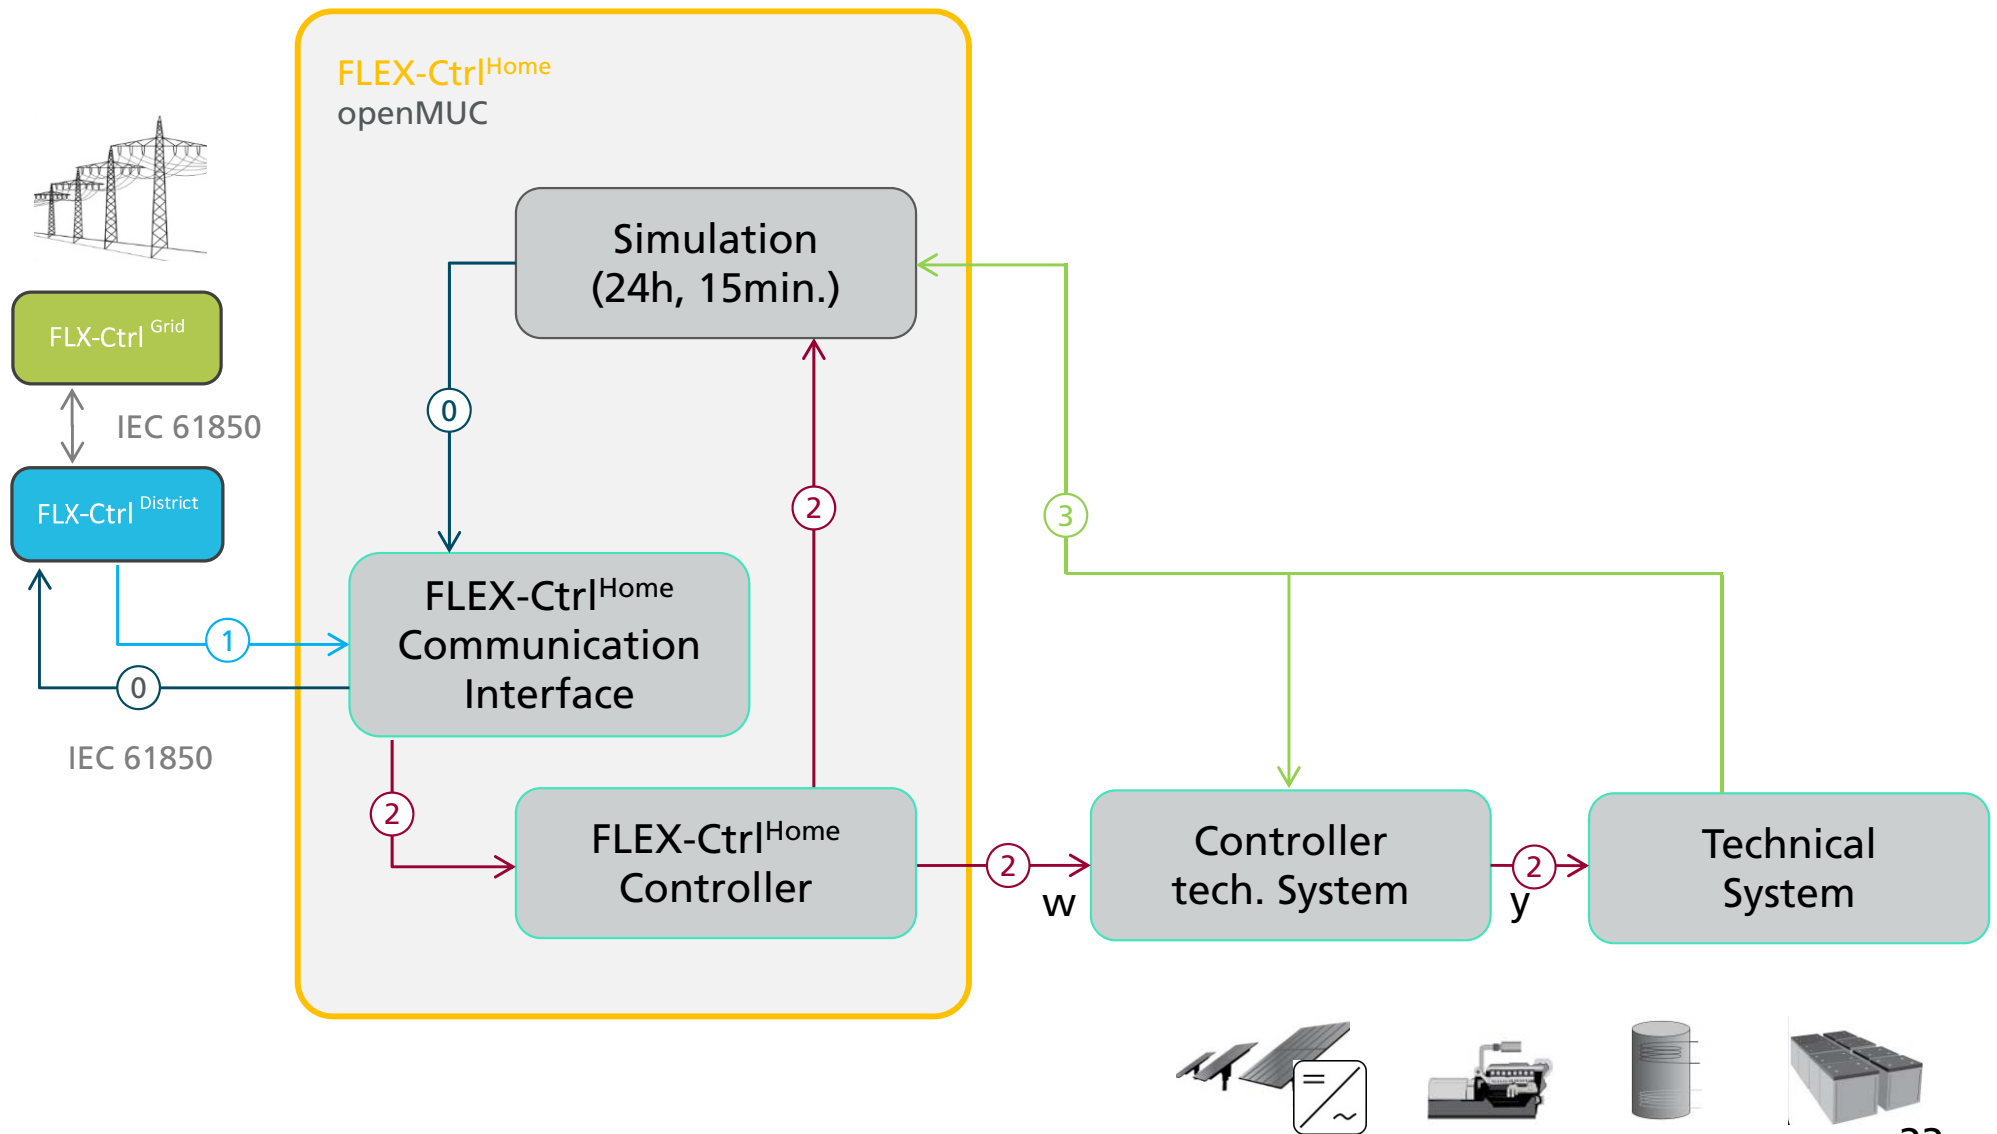 FLEX-CtrlHome
openMUC
Simulation
(24h, 15min.)
FLX-Ctrl Grid
0
IEC 61850
FLX-Ctrl District
2
3
FLEX-CtrlHome
Communication
Interface
1
0
IEC 61850
2
FLEX-CtrlHome
Controller
2
w
Controller
tech. System
2
y
Technical
System